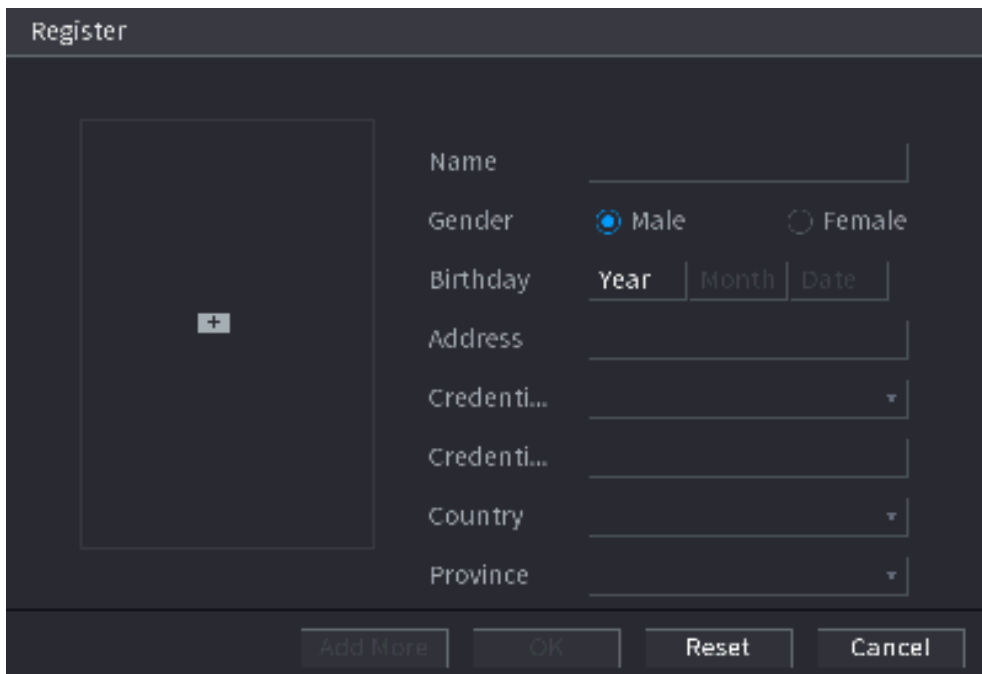 Register
Name
Gender Male Female
Birthday Year Month Date
+
Address
Credenti...
Credenti...
Country
Province
Add More OK Reset Cancel